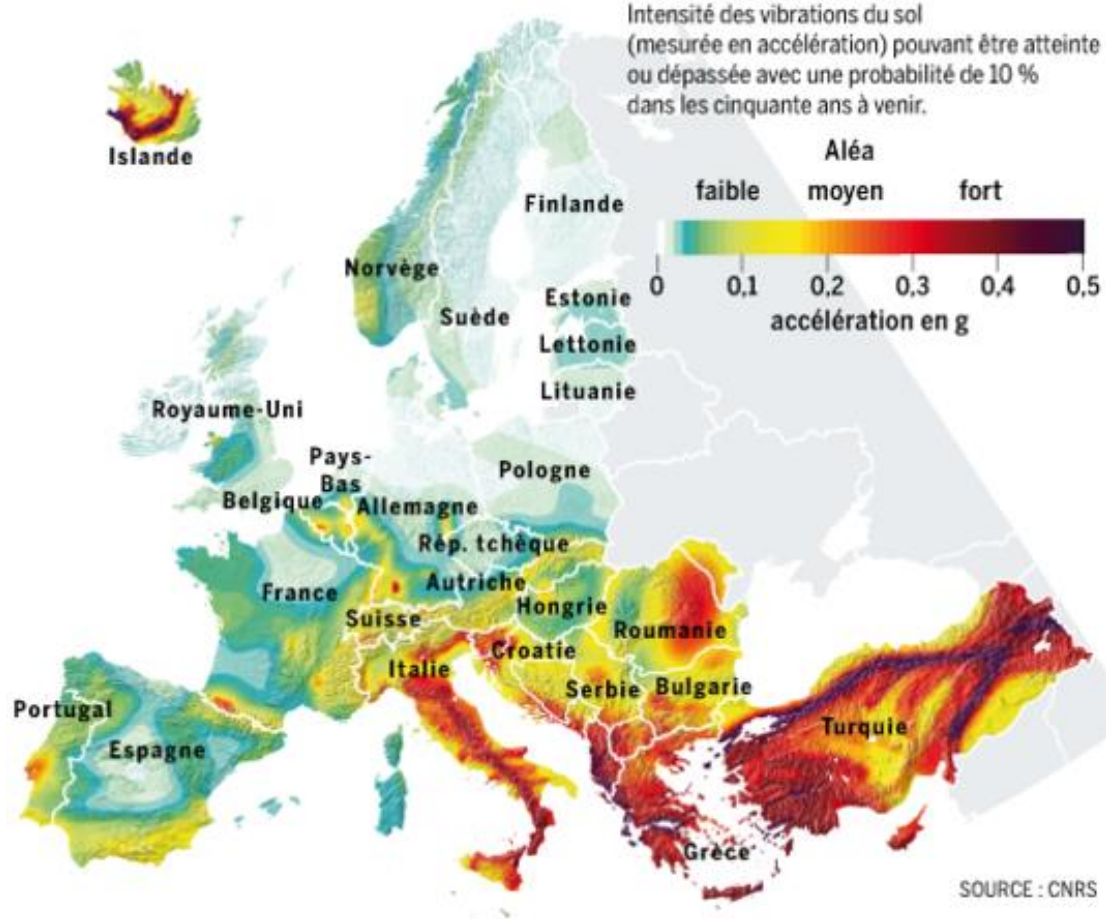 Intensité des vibrations du sol
(mesurée en accélération) pouvant être atteinte
ou dépassée avec une probabilité de 10 %
dans les cinquante ans à venir.
Aléa
faible moyen fort
0 0,1 0,2 0,3 0,4 0,5
accélération en g
Islande
Finlande
Norvège
Suède
Estonie
Lettonie
Lituanie
Royaume-Uni
Pays-
Bas
Pologne
Belgique
Allemagne
Rép. tchèque
France
Autriche
Hongrie
Suisse
Roumanie
Croatie
Italie
Serbie
Bulgarie
Portugal
Espagne
Turquie
Grèce
SOURCE : CNRS